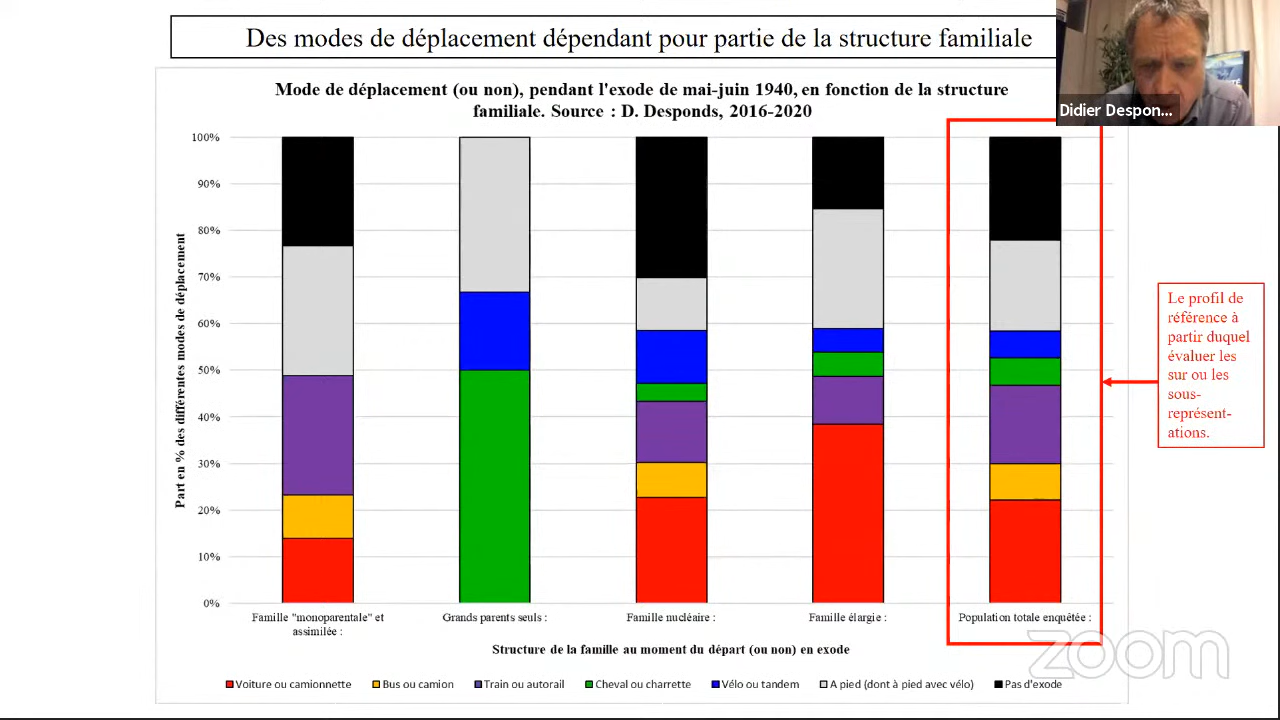 Des modes de déplacement dépendant pour partie de la structure familiale
Didier Despon...
Mode de déplacement (ou non), pendant l'exode de mai-juin 1940, en fonction de la structure
familiale. Source : D. Desponds, 2016-2020
Part en % des différentes modes de déplacement
100%
90%
80%
70%
60%
50%
40%
30%
20%
10%
0%
Le profil de
référence à
partir duquel
évaluer les
sur ou les
sous-
représent-
ations.
Famille "monoparentale" et
assimilée :
Grands parents seuls :
Famille nucléaire :
Famille élargie :
Population totale enquêtée :
Structure de la famille au moment du départ (ou non) en exode
Voiture ou camionnette
Bus ou camion
Train ou autorail
Cheval ou charrette
Vélo ou tandem
A pied (dont à pied avec vélo)
Pas d'exode
zoom